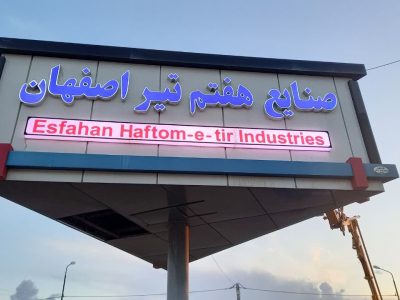 صنایع هفتم تیر اصفهان
Esfahan Haftom-e-tir Industries